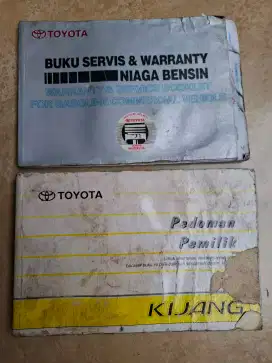 TOYOTA
BUKU SERVIS & WARRANTY
NIAGA BENSIN
WARRANTY & SERVICE BOOKLET
FOR GASOLINE COMMERCIAL VEHICLE
TOYOTA
Pedoman
Pemilik
KIJANG